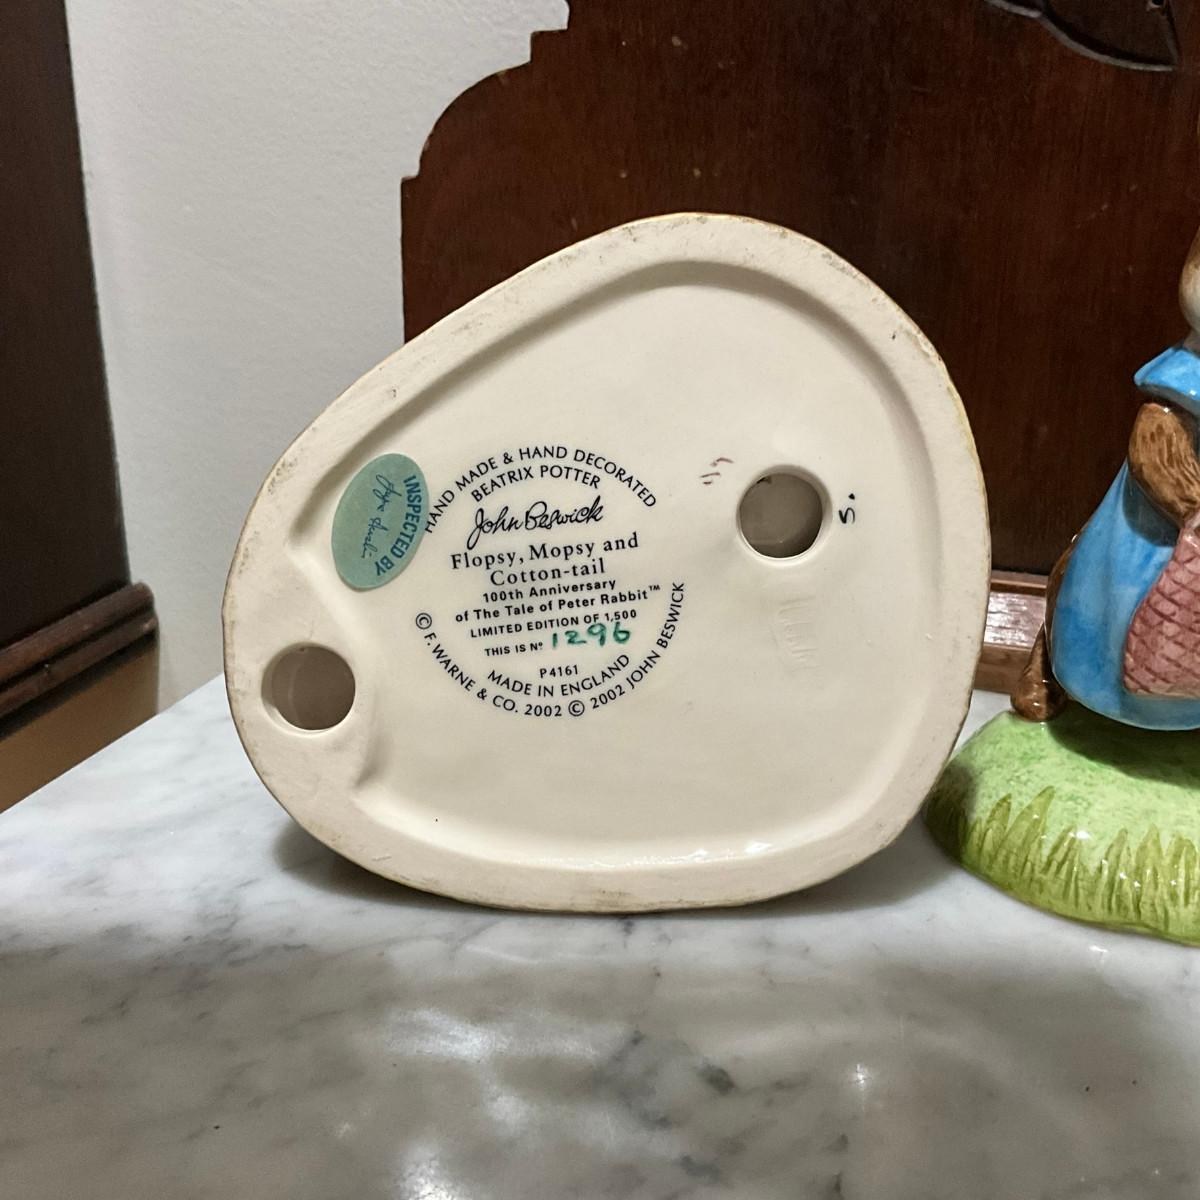 HAND MADE & HAND DECORATED
BEATRIX POTTER
John Beswick
Flopsy, Mopsy and
Cotton-tail
100th Anniversary
of The Tale of Peter Rabbit™
LIMITED EDITION OF 1,500
THIS IS Nº 1296
P4161
MADE IN ENGLAND
© F. WARNE & CO. 2002 © 2002 JOHN BESWICK
INSPECTED BY
5.